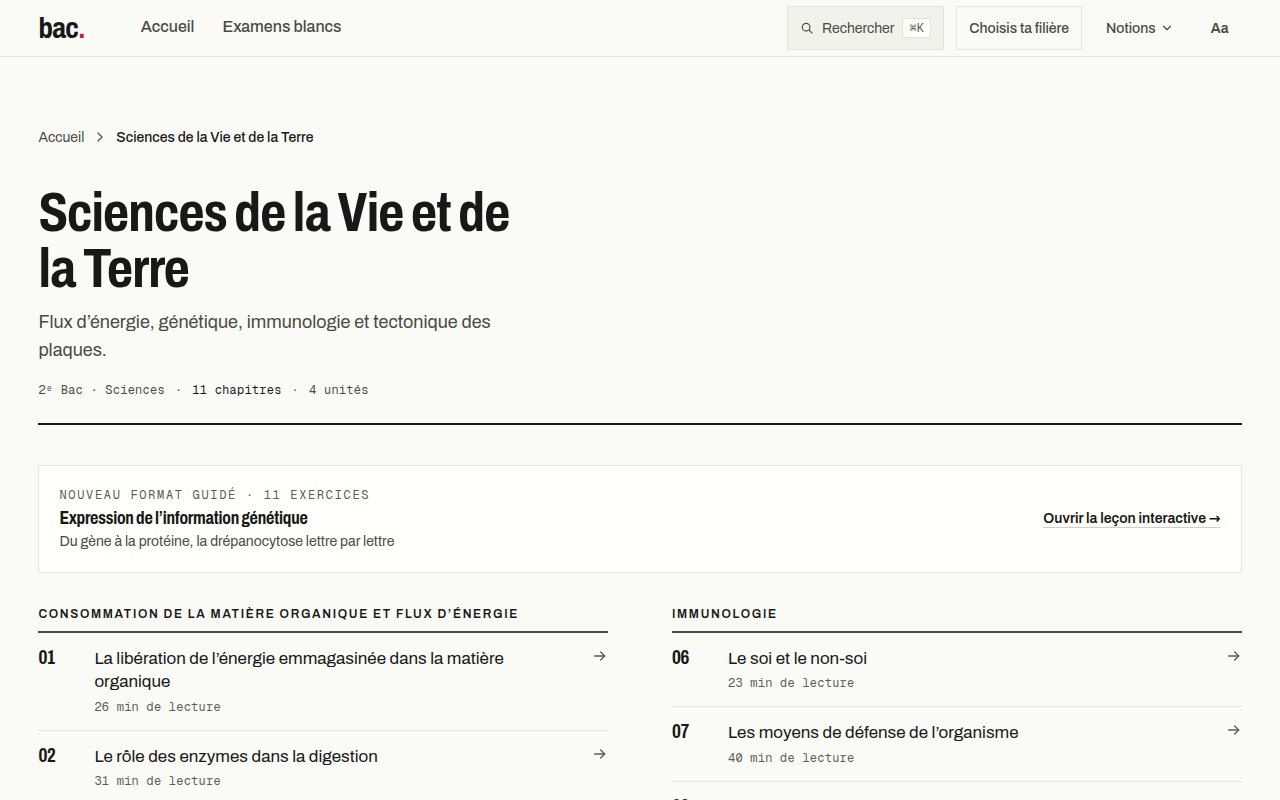 bac.
Accueil
Examens blancs
Rechercher ⌘K
Choisis ta filière
Notions
Aa
Accueil
Sciences de la Vie et de la Terre
Sciences de la Vie et de
la Terre
Flux d’énergie, génétique, immunologie et tectonique des
plaques.
2ᵉ Bac · Sciences · 11 chapitres · 4 unités
NOUVEAU FORMAT GUIDÉ · 11 EXERCICES
Expression de l’information génétique
Du gène à la protéine, la drépanocytose lettre par lettre
Ouvrir la leçon interactive →
CONSOMMATION DE LA MATIÈRE ORGANIQUE ET FLUX D’ÉNERGIE
01 La libération de l’énergie emmagasinée dans la matière
organique →
26 min de lecture
02 Le rôle des enzymes dans la digestion →
31 min de lecture
IMMUNOLOGIE
06 Le soi et le non-soi →
23 min de lecture
07 Les moyens de défense de l’organisme →
40 min de lecture